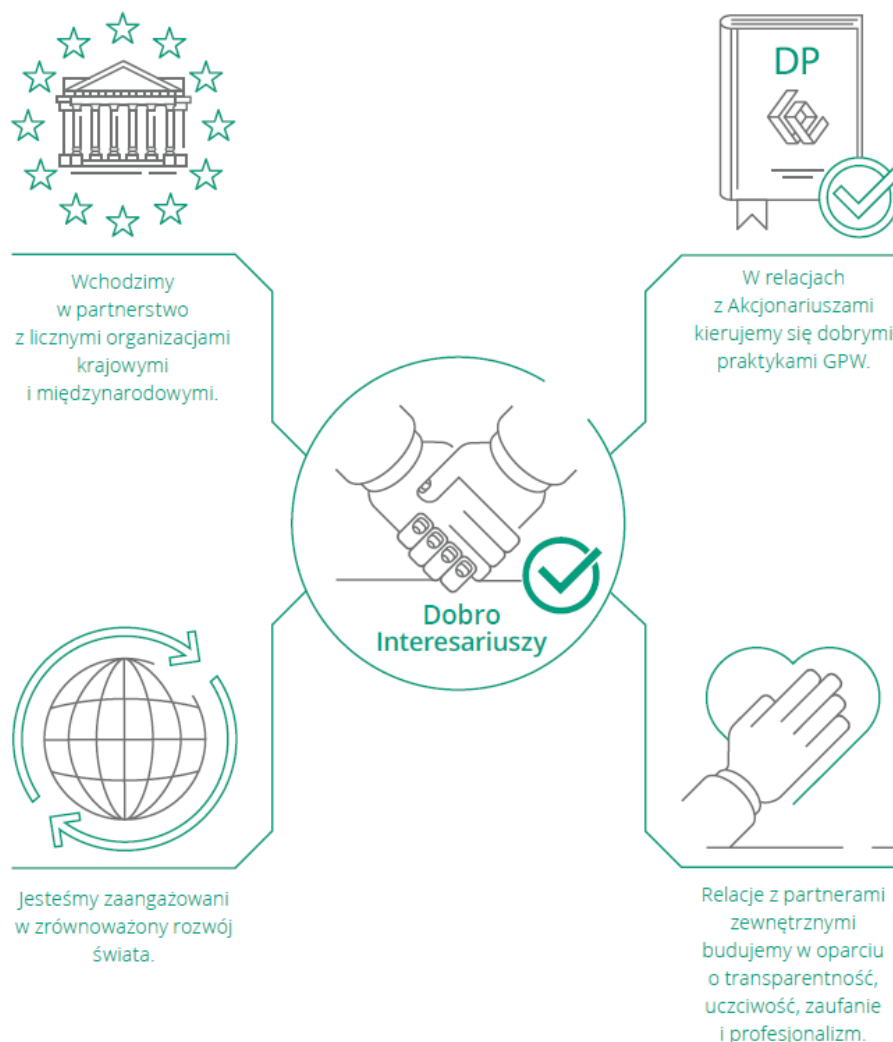 DP
Wchodzimy
w partnerstwo
z licznymi organizacjami
krajowymi
i międzynarodowymi.
W relacjach
z Akcjonariuszami
kierujemy się dobrymi
praktykami GPW.
Dobro
Interesariuszy
Jesteśmy zaangażowani
w zrównoważony rozwój
świata.
Relacje z partnerami
zewnętrznymi
budujemy w oparciu
o transparentność,
uczciwość, zaufanie
i profesjonalizm.